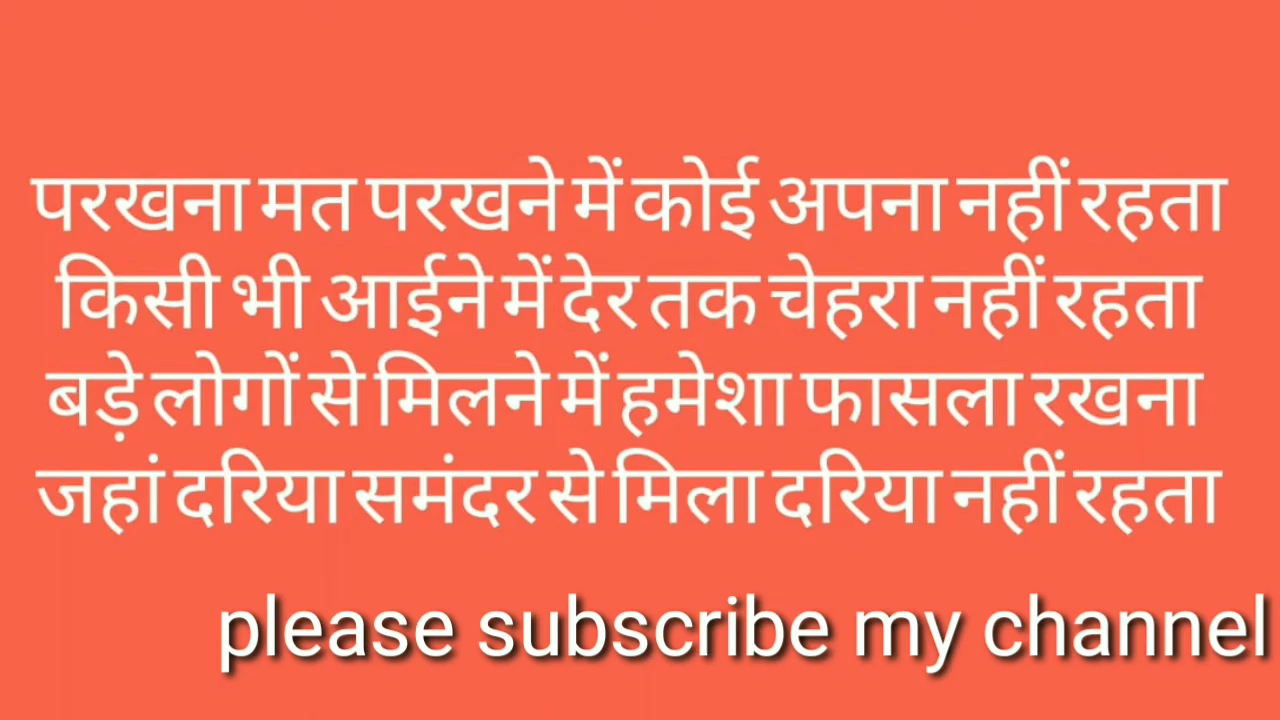 परखना मत परखने में कोई अपना नहीं रहता
किसी भी आईने में देर तक चेहरा नहीं रहता
बड़े लोगों से मिलने में हमेशा फासला रखना
जहां दरिया समंदर से मिला दरिया नहीं रहता
please subscribe my channel